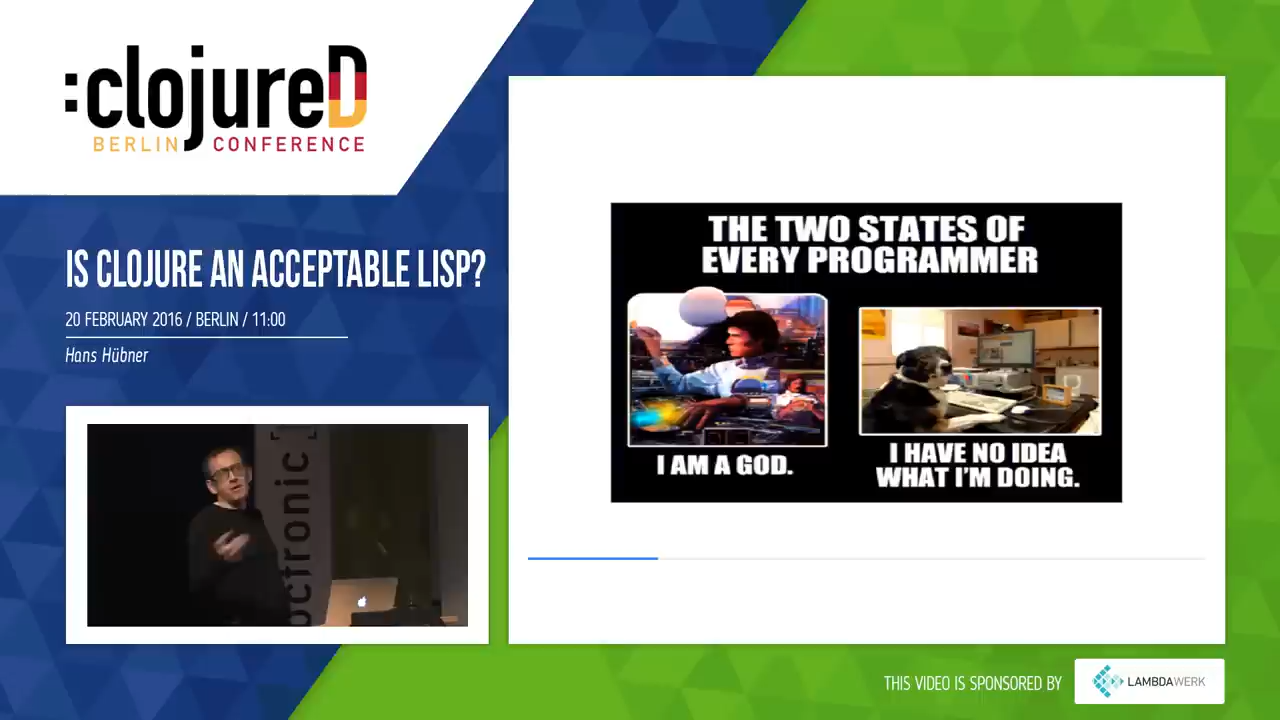 :clojureD
BERLIN CONFERENCE
IS CLOJURE AN ACCEPTABLE LISP?
20 FEBRUARY 2016 / BERLIN / 11:00
Hans Hübner
THE TWO STATES OF
EVERY PROGRAMMER
I AM A GOD.
I HAVE NO IDEA
WHAT I'M DOING.
ctronic]
THIS VIDEO IS SPONSORED BY
LAMBDAWERK